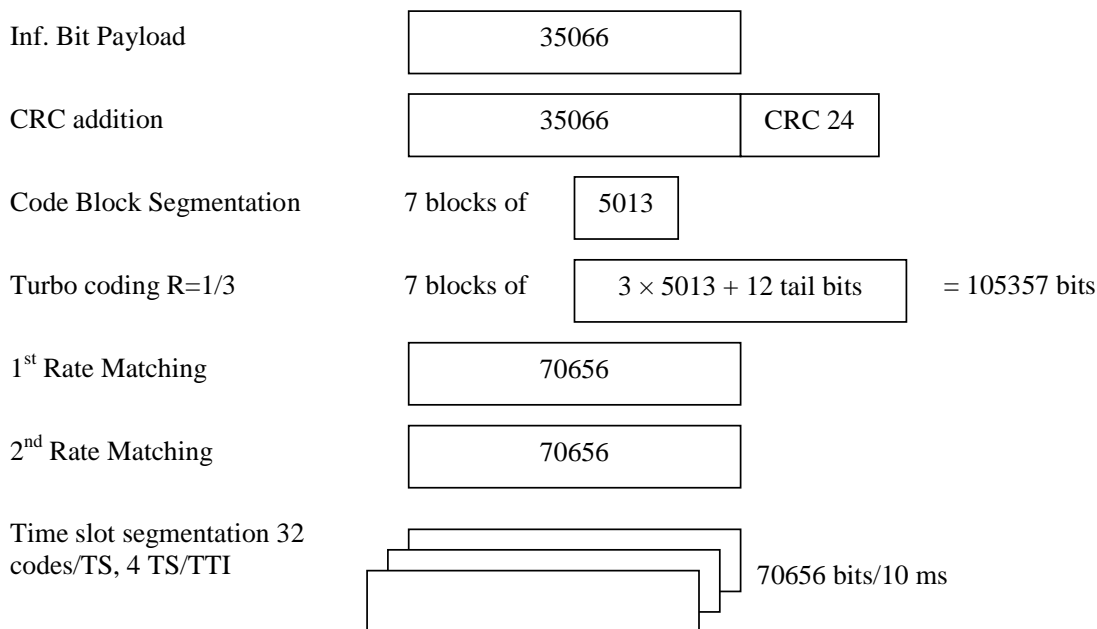 Inf. Bit Payload 35066
CRC addition 35066 CRC 24
Code Block Segmentation 7 blocks of 5013
Turbo coding R=1/3 7 blocks of 3 × 5013 + 12 tail bits = 105357 bits
1st Rate Matching 70656
2nd Rate Matching 70656
Time slot segmentation 32
codes/TS, 4 TS/TTI
70656 bits/10 ms